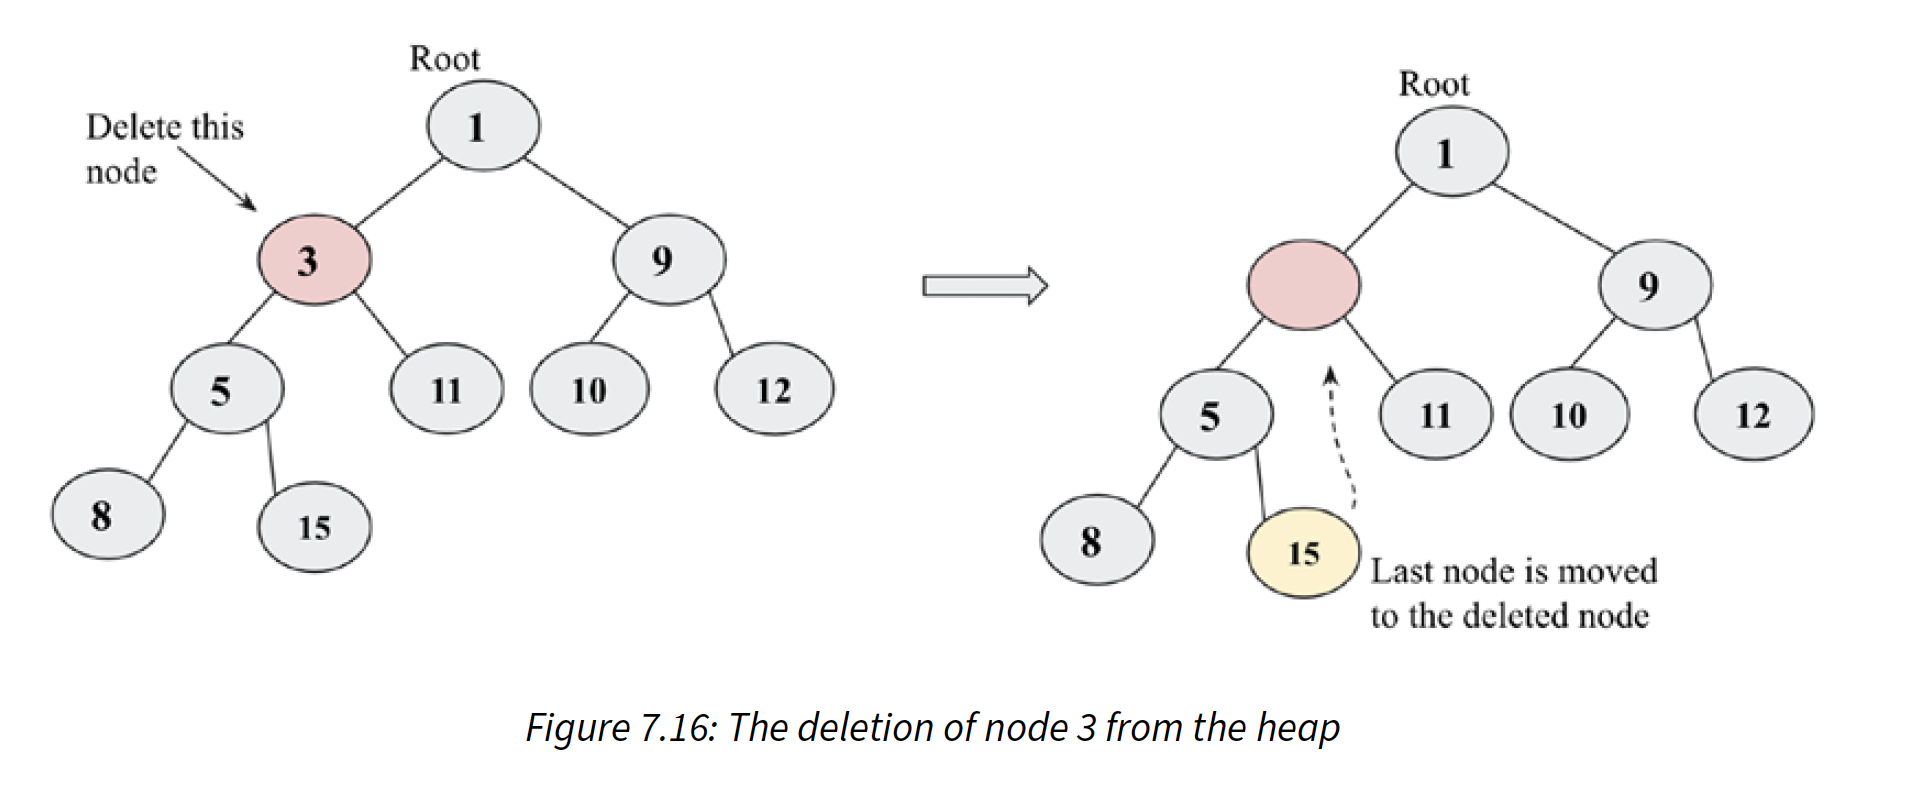 Root
1
Delete this
node
3
9
5
11
10
12
8
15
Root
1
9
5
11
10
12
8
15
Last node is moved
to the deleted node
Figure 7.16: The deletion of node 3 from the heap